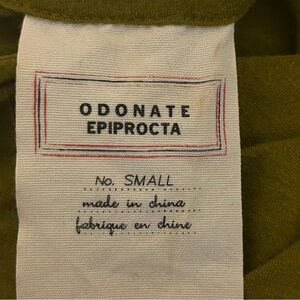 ODONATE
EPIPROCTA
No. SMALL
made in china
fabrique en chine